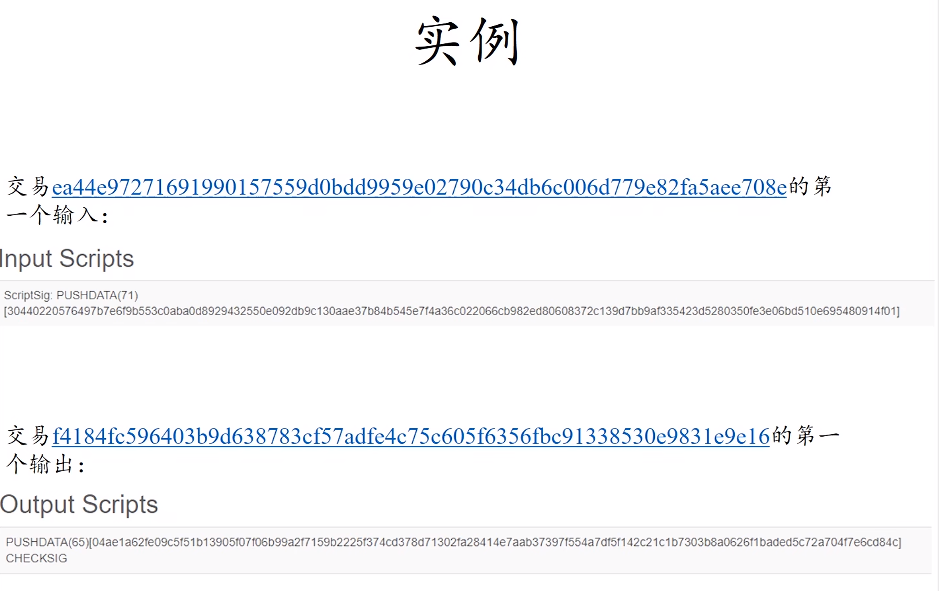 实例
交易ea44e97271691990157559d0bdd9959e02790c34db6c006d779e82fa5aee708e的第
一个输入：
Input Scripts
ScriptSig: PUSHDATA(71)
[30440220576497b7e6f9b553c0aba0d8929432550e092db9c130aae37b84b545e7f4a36c022066cb982ed80608372c139d7bb9af335423d5280350fe3e06bd510e695480914f01]
交易f4184fc596403b9d638783cf57adfe4c75c605f6356fbc91338530e9831e9e16的第一
个输出：
Output Scripts
PUSHDATA(65)[04ae1a62fe09c5f51b13905f07f06b99a2f7159b2225f374cd378d71302fa28414e7aab37397f554a7df5f142c21c1b7303b8a0626f1baded5c72a704f7e6cd84c]
CHECKSIG